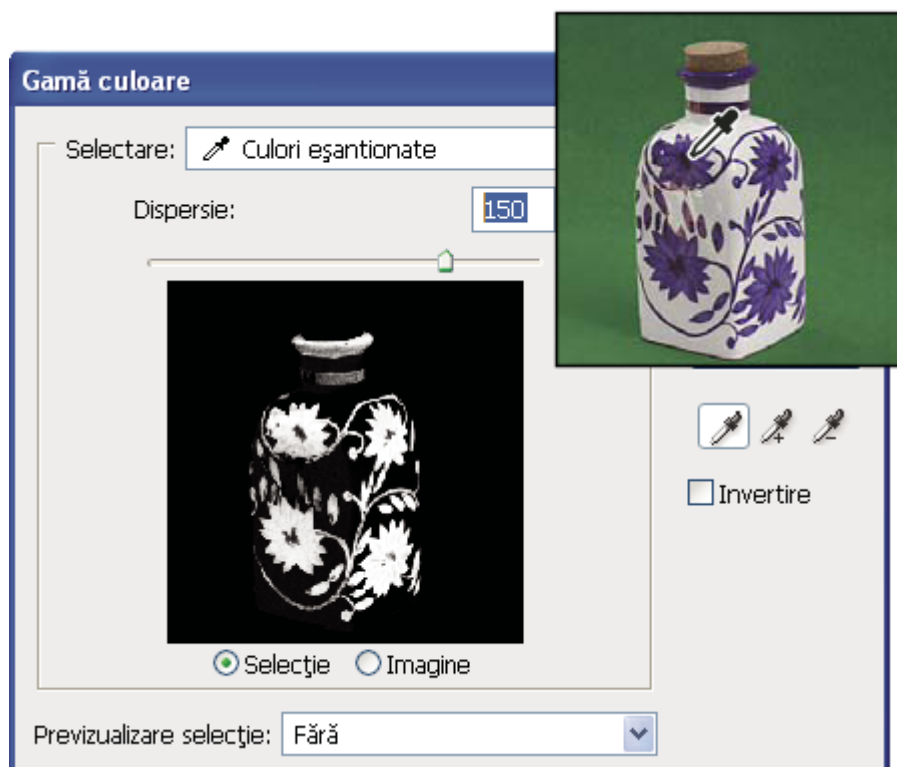 Gamă culoare
Selectare: Culori eşantionate
Dispersie: 150
Invertire
Selecţie Imagine
Previzualizare selecţie: Fără